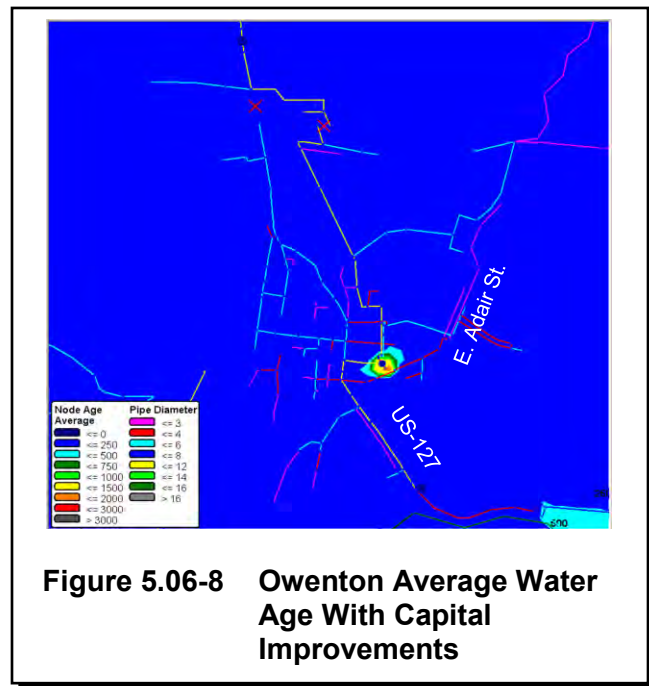 E. Adair St.
US-127
Node Age Pipe Diameter
Average
<= 0 <= 3
<= 250 <= 4
<= 500 <= 6
<= 750 <= 8
<= 1000 <= 12
<= 1500 <= 14
<= 2000 <= 16
<= 3000 > 16
> 3000
500
Figure 5.06-8 Owenton Average Water
Age With Capital
Improvements